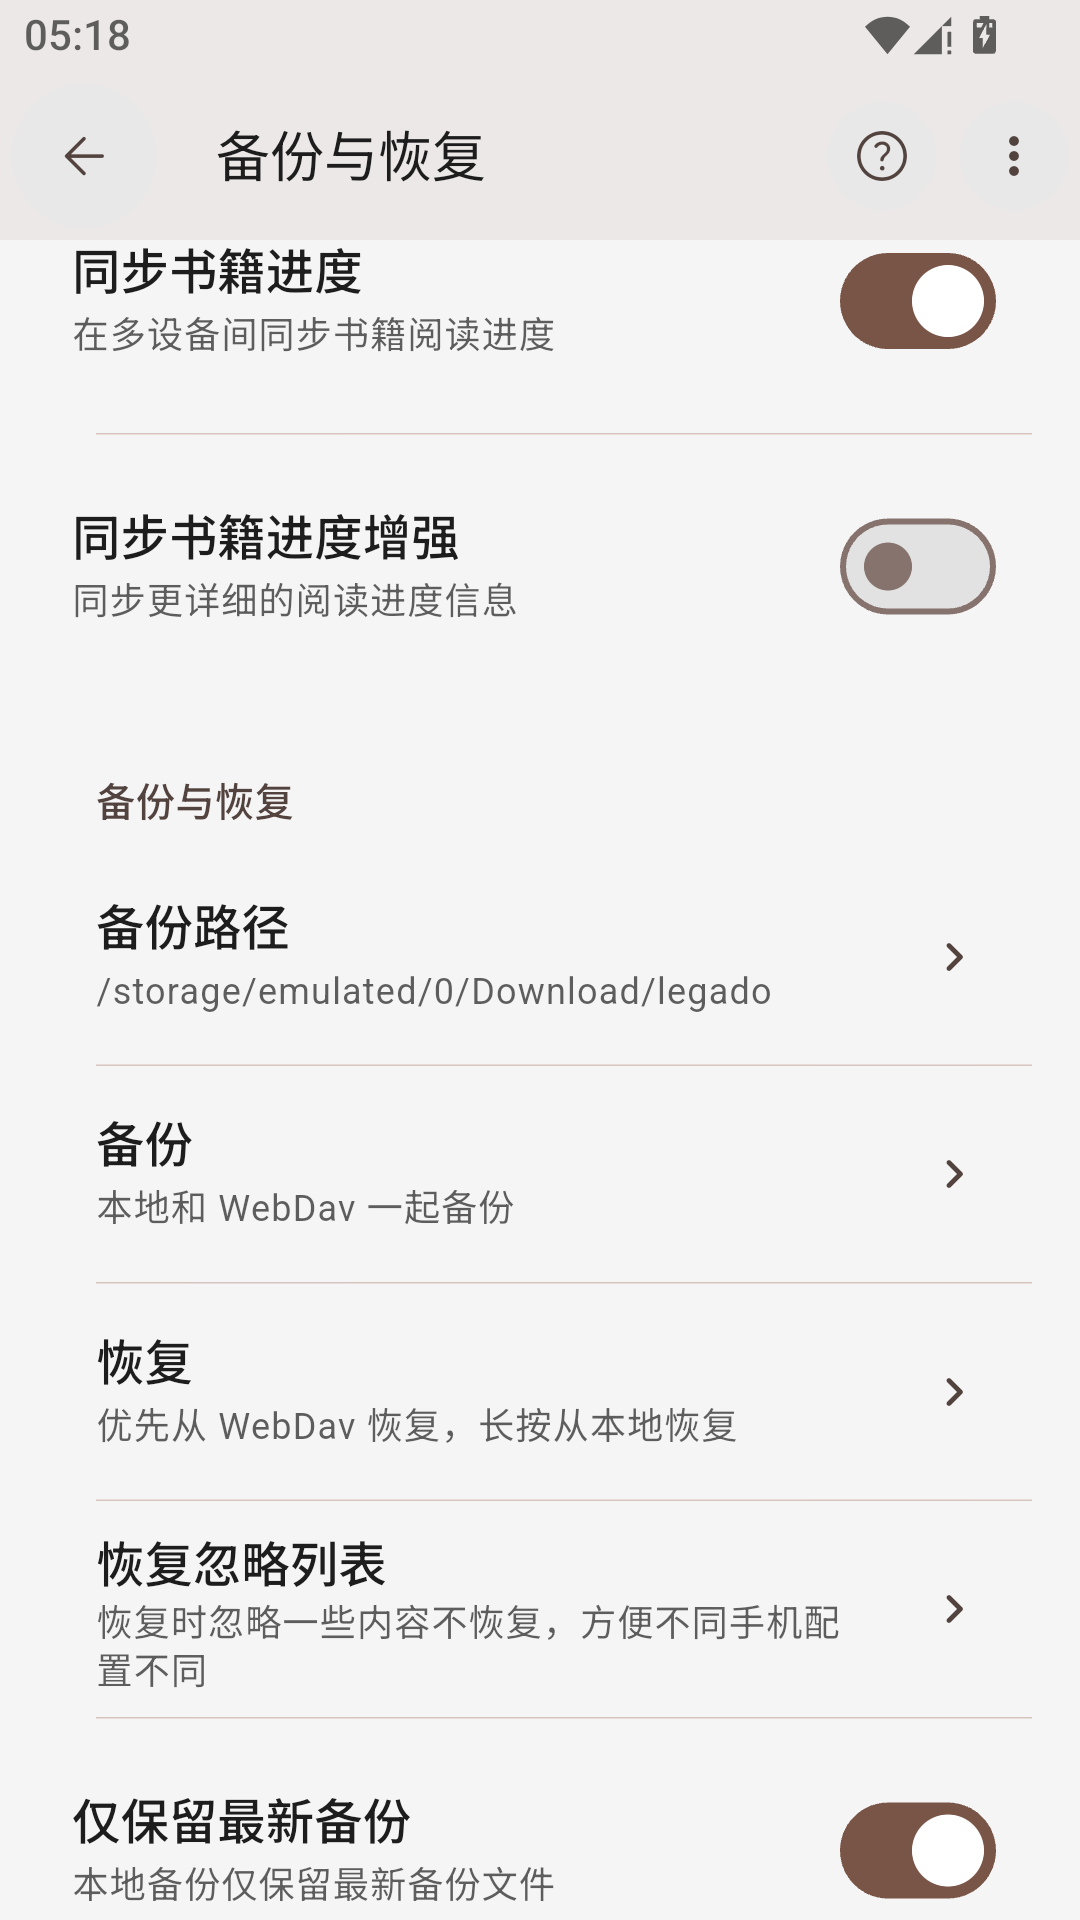 05:18
备份与恢复
同步书籍进度
在多设备间同步书籍阅读进度
同步书籍进度增强
同步更详细的阅读进度信息
备份与恢复
备份路径
/storage/emulated/0/Download/legado
备份
本地和 WebDav 一起备份
恢复
优先从 WebDav 恢复，长按从本地恢复
恢复忽略列表
恢复时忽略一些内容不恢复，方便不同手机配
置不同
仅保留最新备份
本地备份仅保留最新备份文件